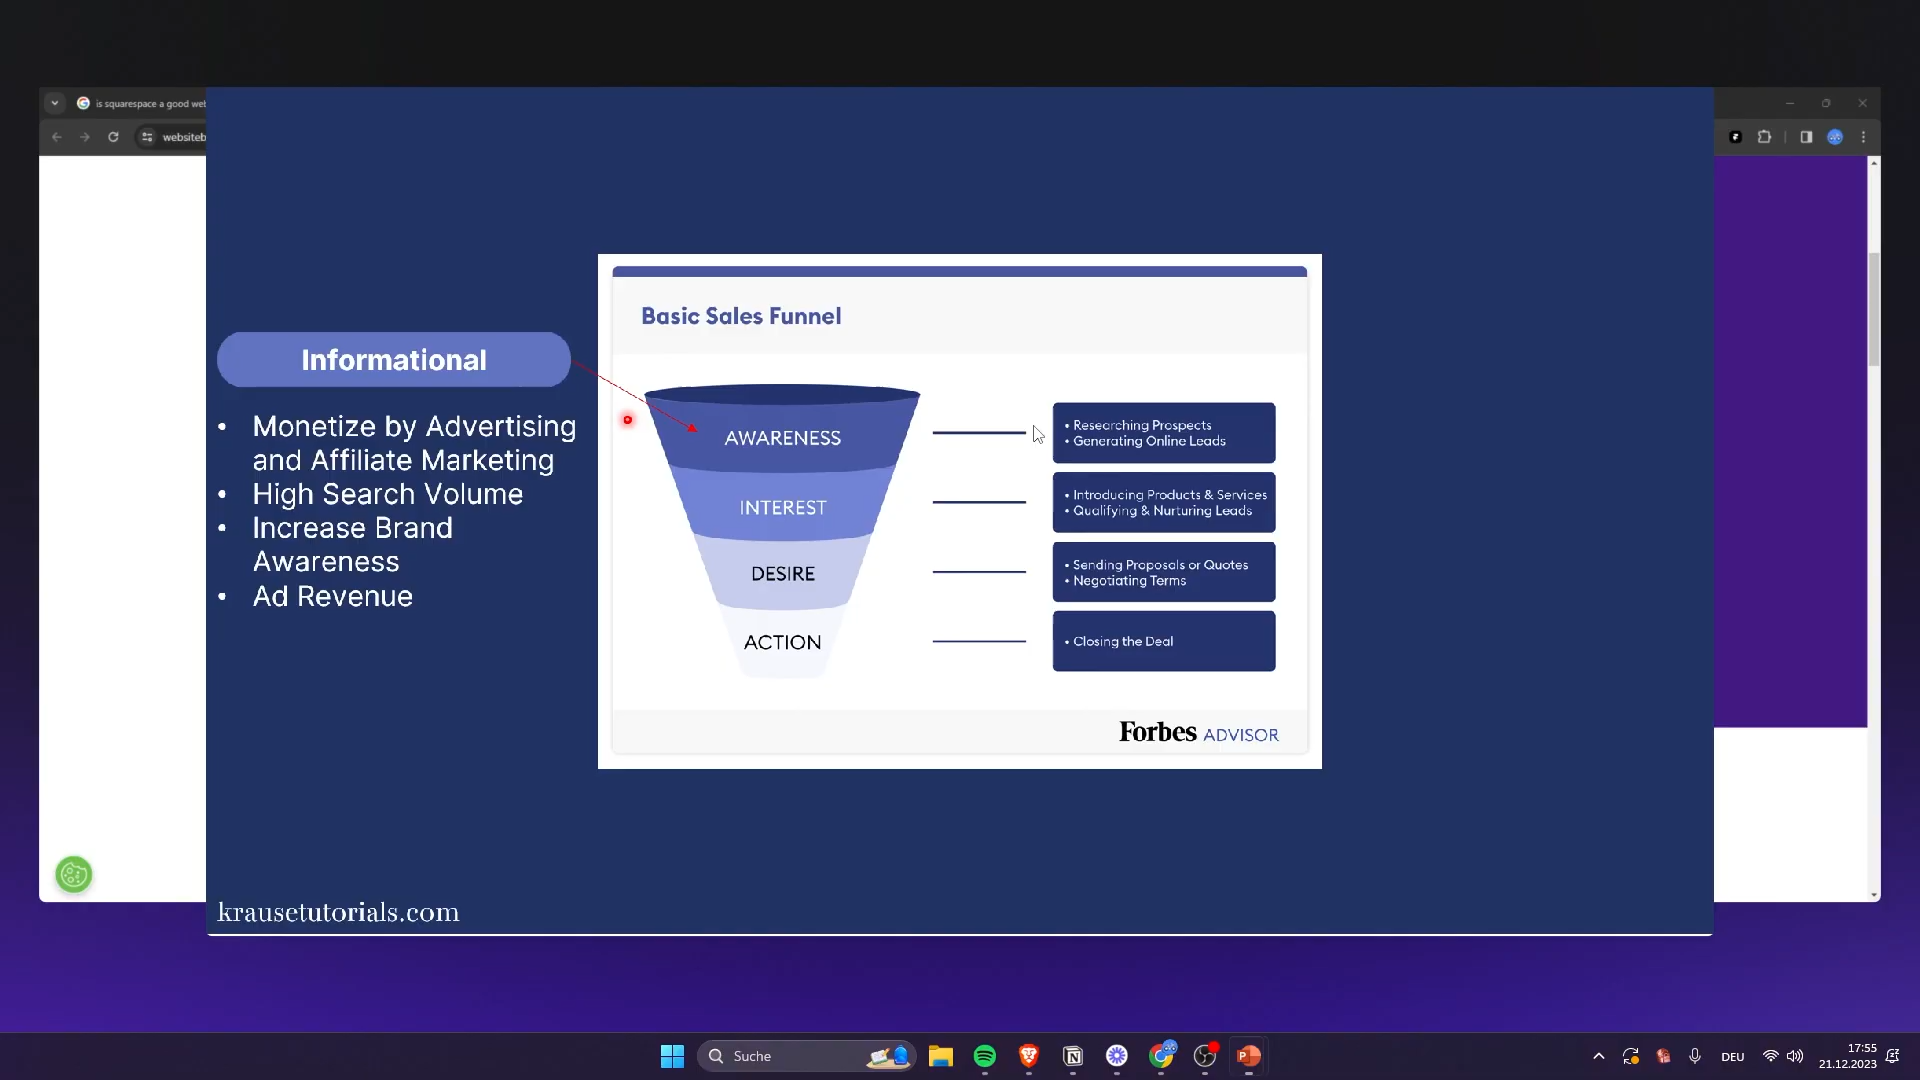 is squarespace a good web
websiteb
Informational
• Monetize by Advertising
and Affiliate Marketing
• High Search Volume
• Increase Brand
Awareness
• Ad Revenue
Basic Sales Funnel
AWARENESS
• Researching Prospects
• Generating Online Leads
INTEREST
• Introducing Products & Services
• Qualifying & Nurturing Leads
DESIRE
• Sending Proposals or Quotes
• Negotiating Terms
ACTION
• Closing the Deal
Forbes ADVISOR
krausetutorials.com
Suche
DEU
17:55
21.12.2023